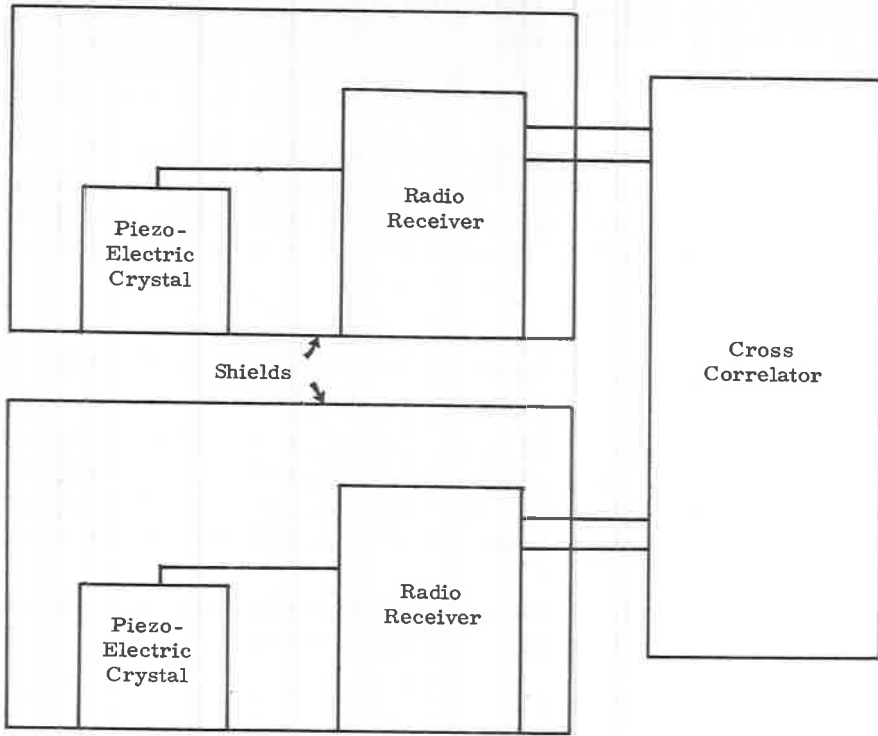 Piezo-
Electric
Crystal
Radio
Receiver
Shields
Cross
Correlator
Piezo-
Electric
Crystal
Radio
Receiver